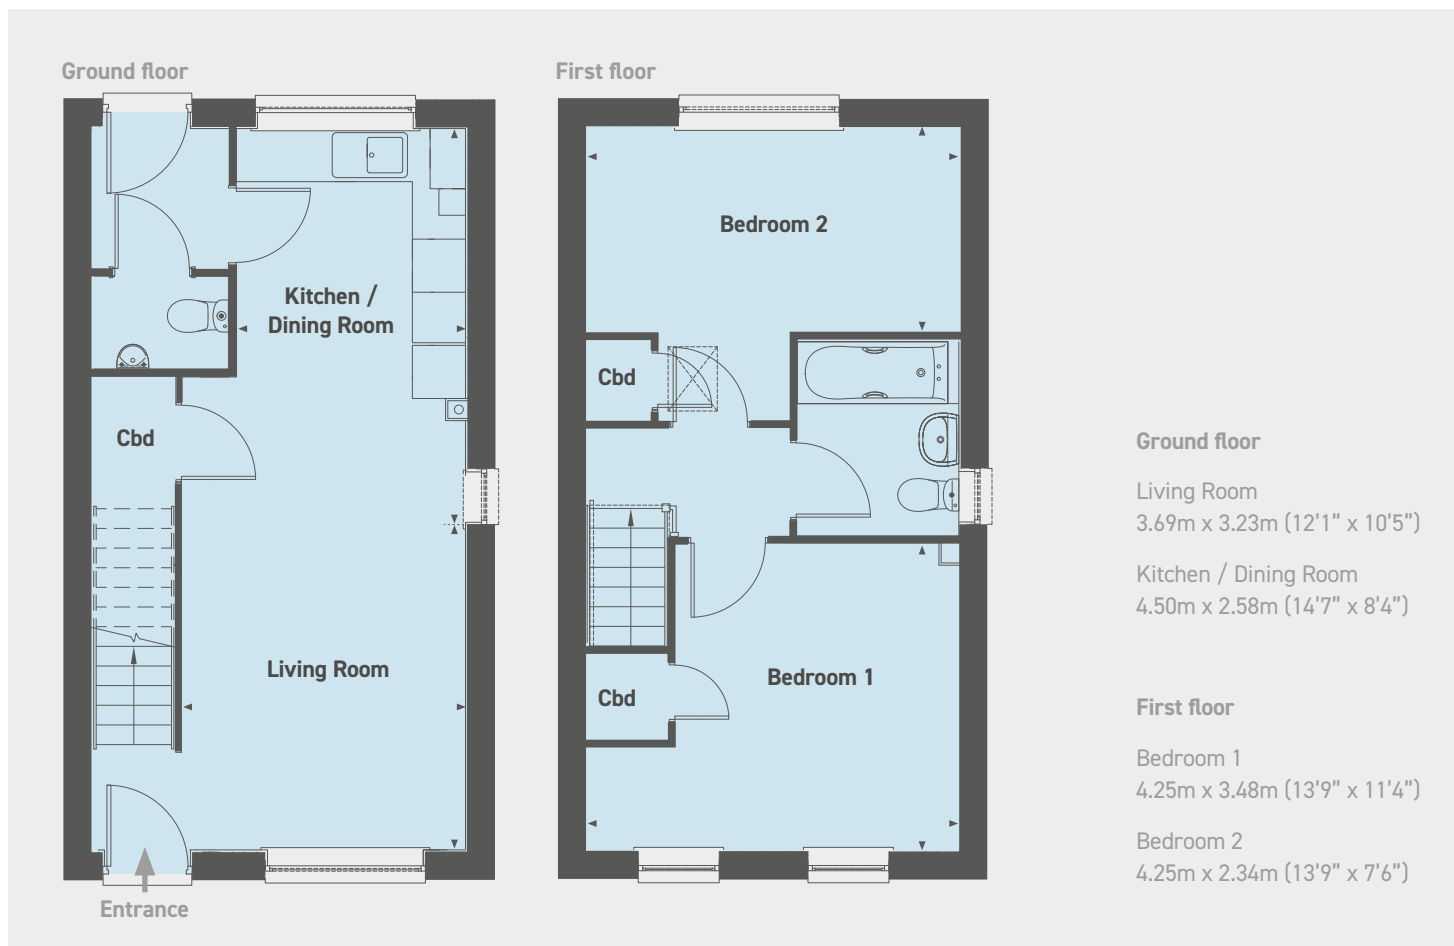 Ground floor
First floor
Kitchen /
Dining Room
Cbd
Living Room
Entrance
Bedroom 2
Cbd
Cbd
Bedroom 1
Ground floor
Living Room
3.69m x 3.23m (12'1” x 10'5”)
Kitchen / Dining Room
4.50m x 2.58m (14'7” x 8'4”)
First floor
Bedroom 1
4.25m x 3.48m (13'9” x 11'4”)
Bedroom 2
4.25m x 2.34m (13'9” x 7'6”)